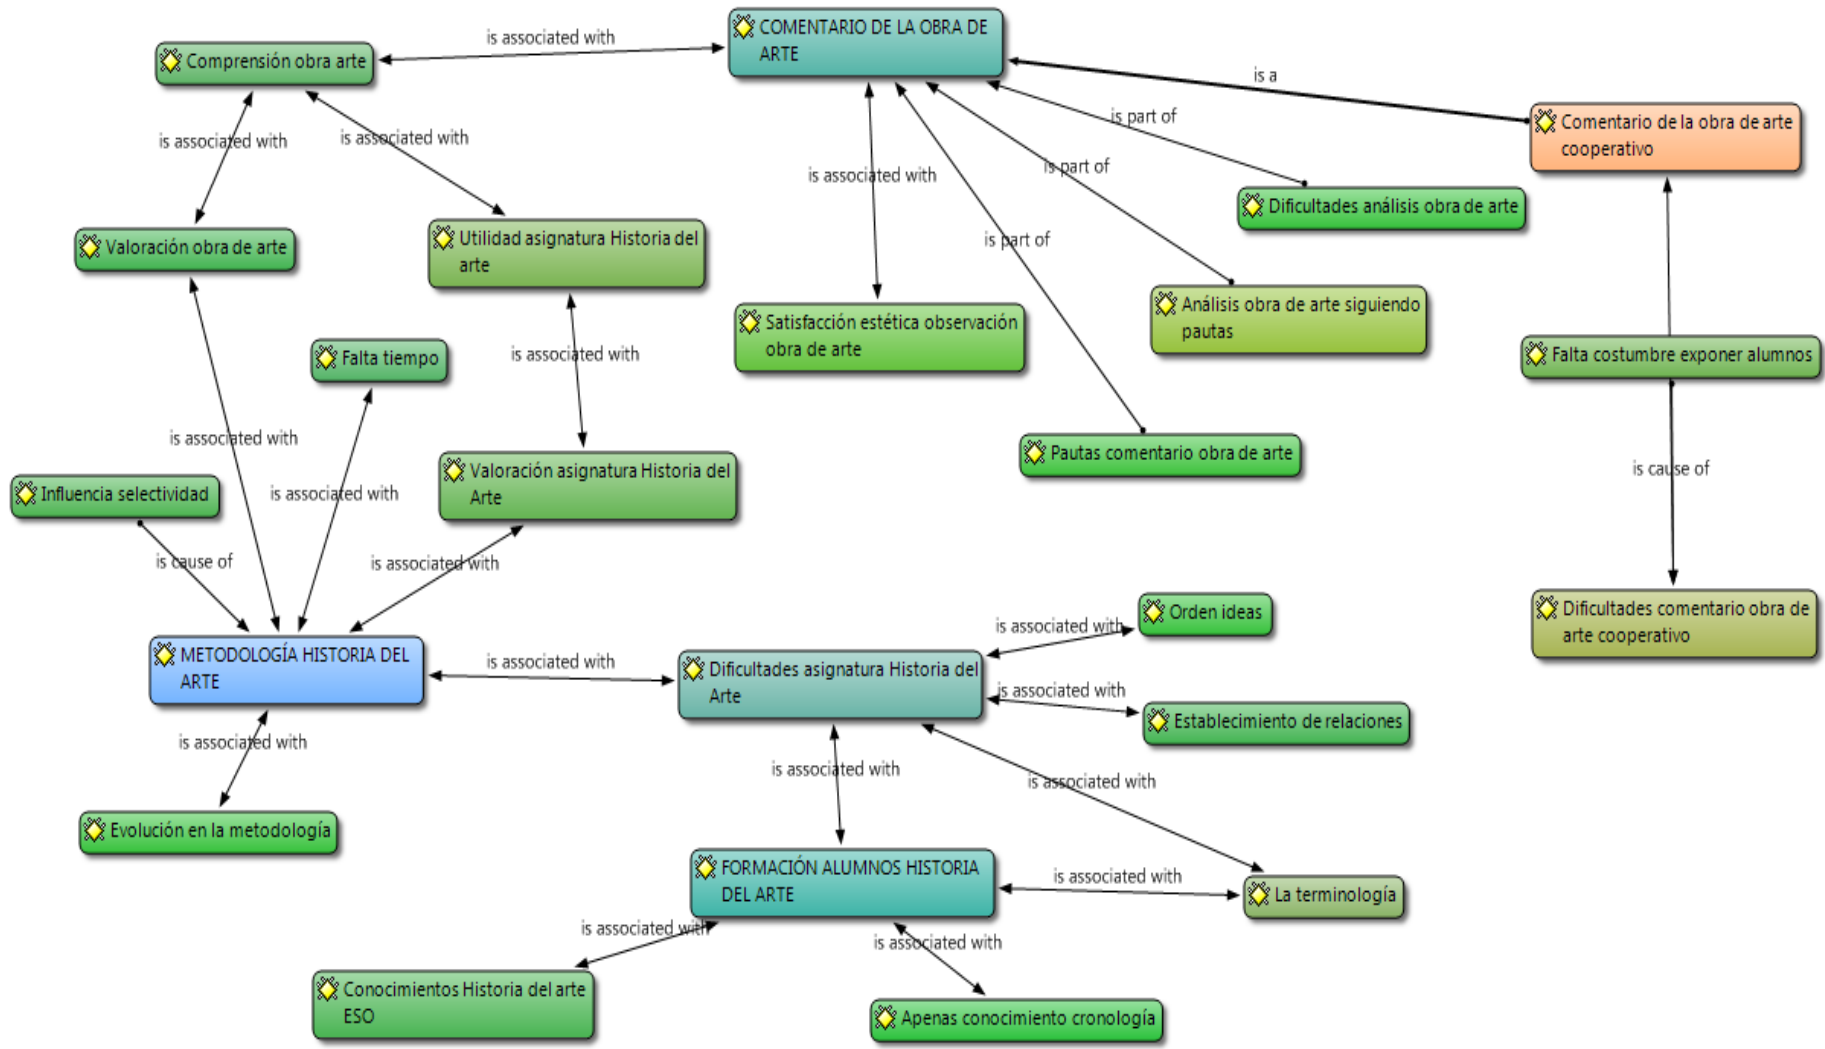 COMENTARIO DE LA OBRA DE
ARTE
is associated with
Comprensión obra arte
is a
Comentario de la obra de arte
cooperativo
is associated with
is associated with
is part of
is part of
is associated with
is part of
Dificultades análisis obra de arte
Valoración obra de arte
Utilidad asignatura Historia del
arte
Satisfacción estética observación
obra de arte
Análisis obra de arte siguiendo
pautas
Falta costumbre exponer alumnos
Falta tiempo
is associated with
is associated with
Pautas comentario obra de arte
is cause of
Valoración asignatura Historia del
Arte
Influencia selectividad
is associated with
is cause of
is associated with
Dificultades comentario obra de
arte cooperativo
Orden ideas
is associated with
METODOLOGÍA HISTORIA DEL
ARTE
is associated with
Dificultades asignatura Historia del
Arte
is associated with
Establecimiento de relaciones
is associated with
is associated with
is associated with
Evolución en la metodología
FORMACIÓN ALUMNOS HISTORIA
DEL ARTE
is associated with
La terminología
is associated with
is associated with
Conocimientos Historia del arte
ESO
Apenas conocimiento cronología